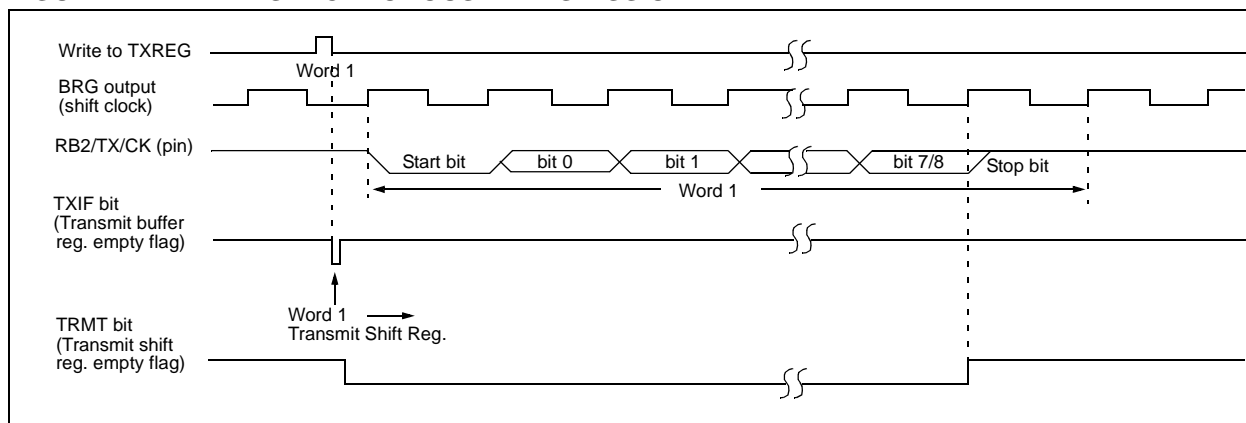 Write to TXREG
Word 1
BRG output
(shift clock)
RB2/TX/CK (pin)
Start bit
bit 0
bit 1
bit 7/8
Stop bit
Word 1
TXIF bit
(Transmit buffer
reg. empty flag)
Word 1
Transmit Shift Reg.
TRMT bit
(Transmit shift
reg. empty flag)